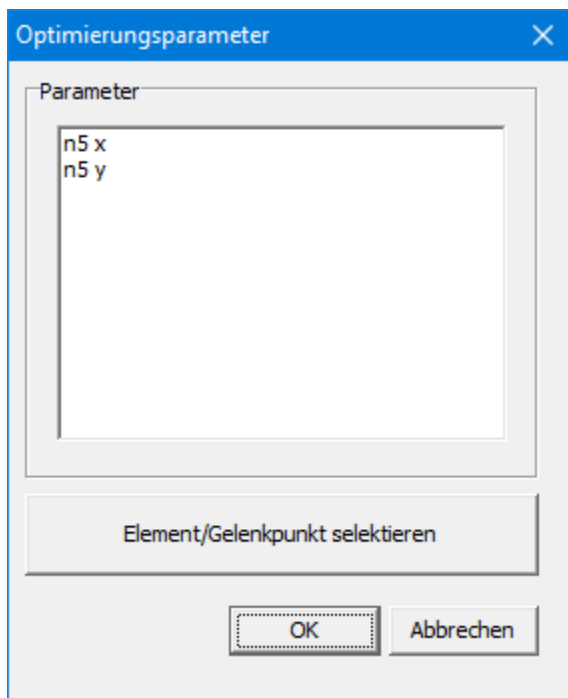 Optimierungsparameter
Parameter
n5 x
n5 y
Element/Gelenkpunkt selektieren
OK
Abbrechen